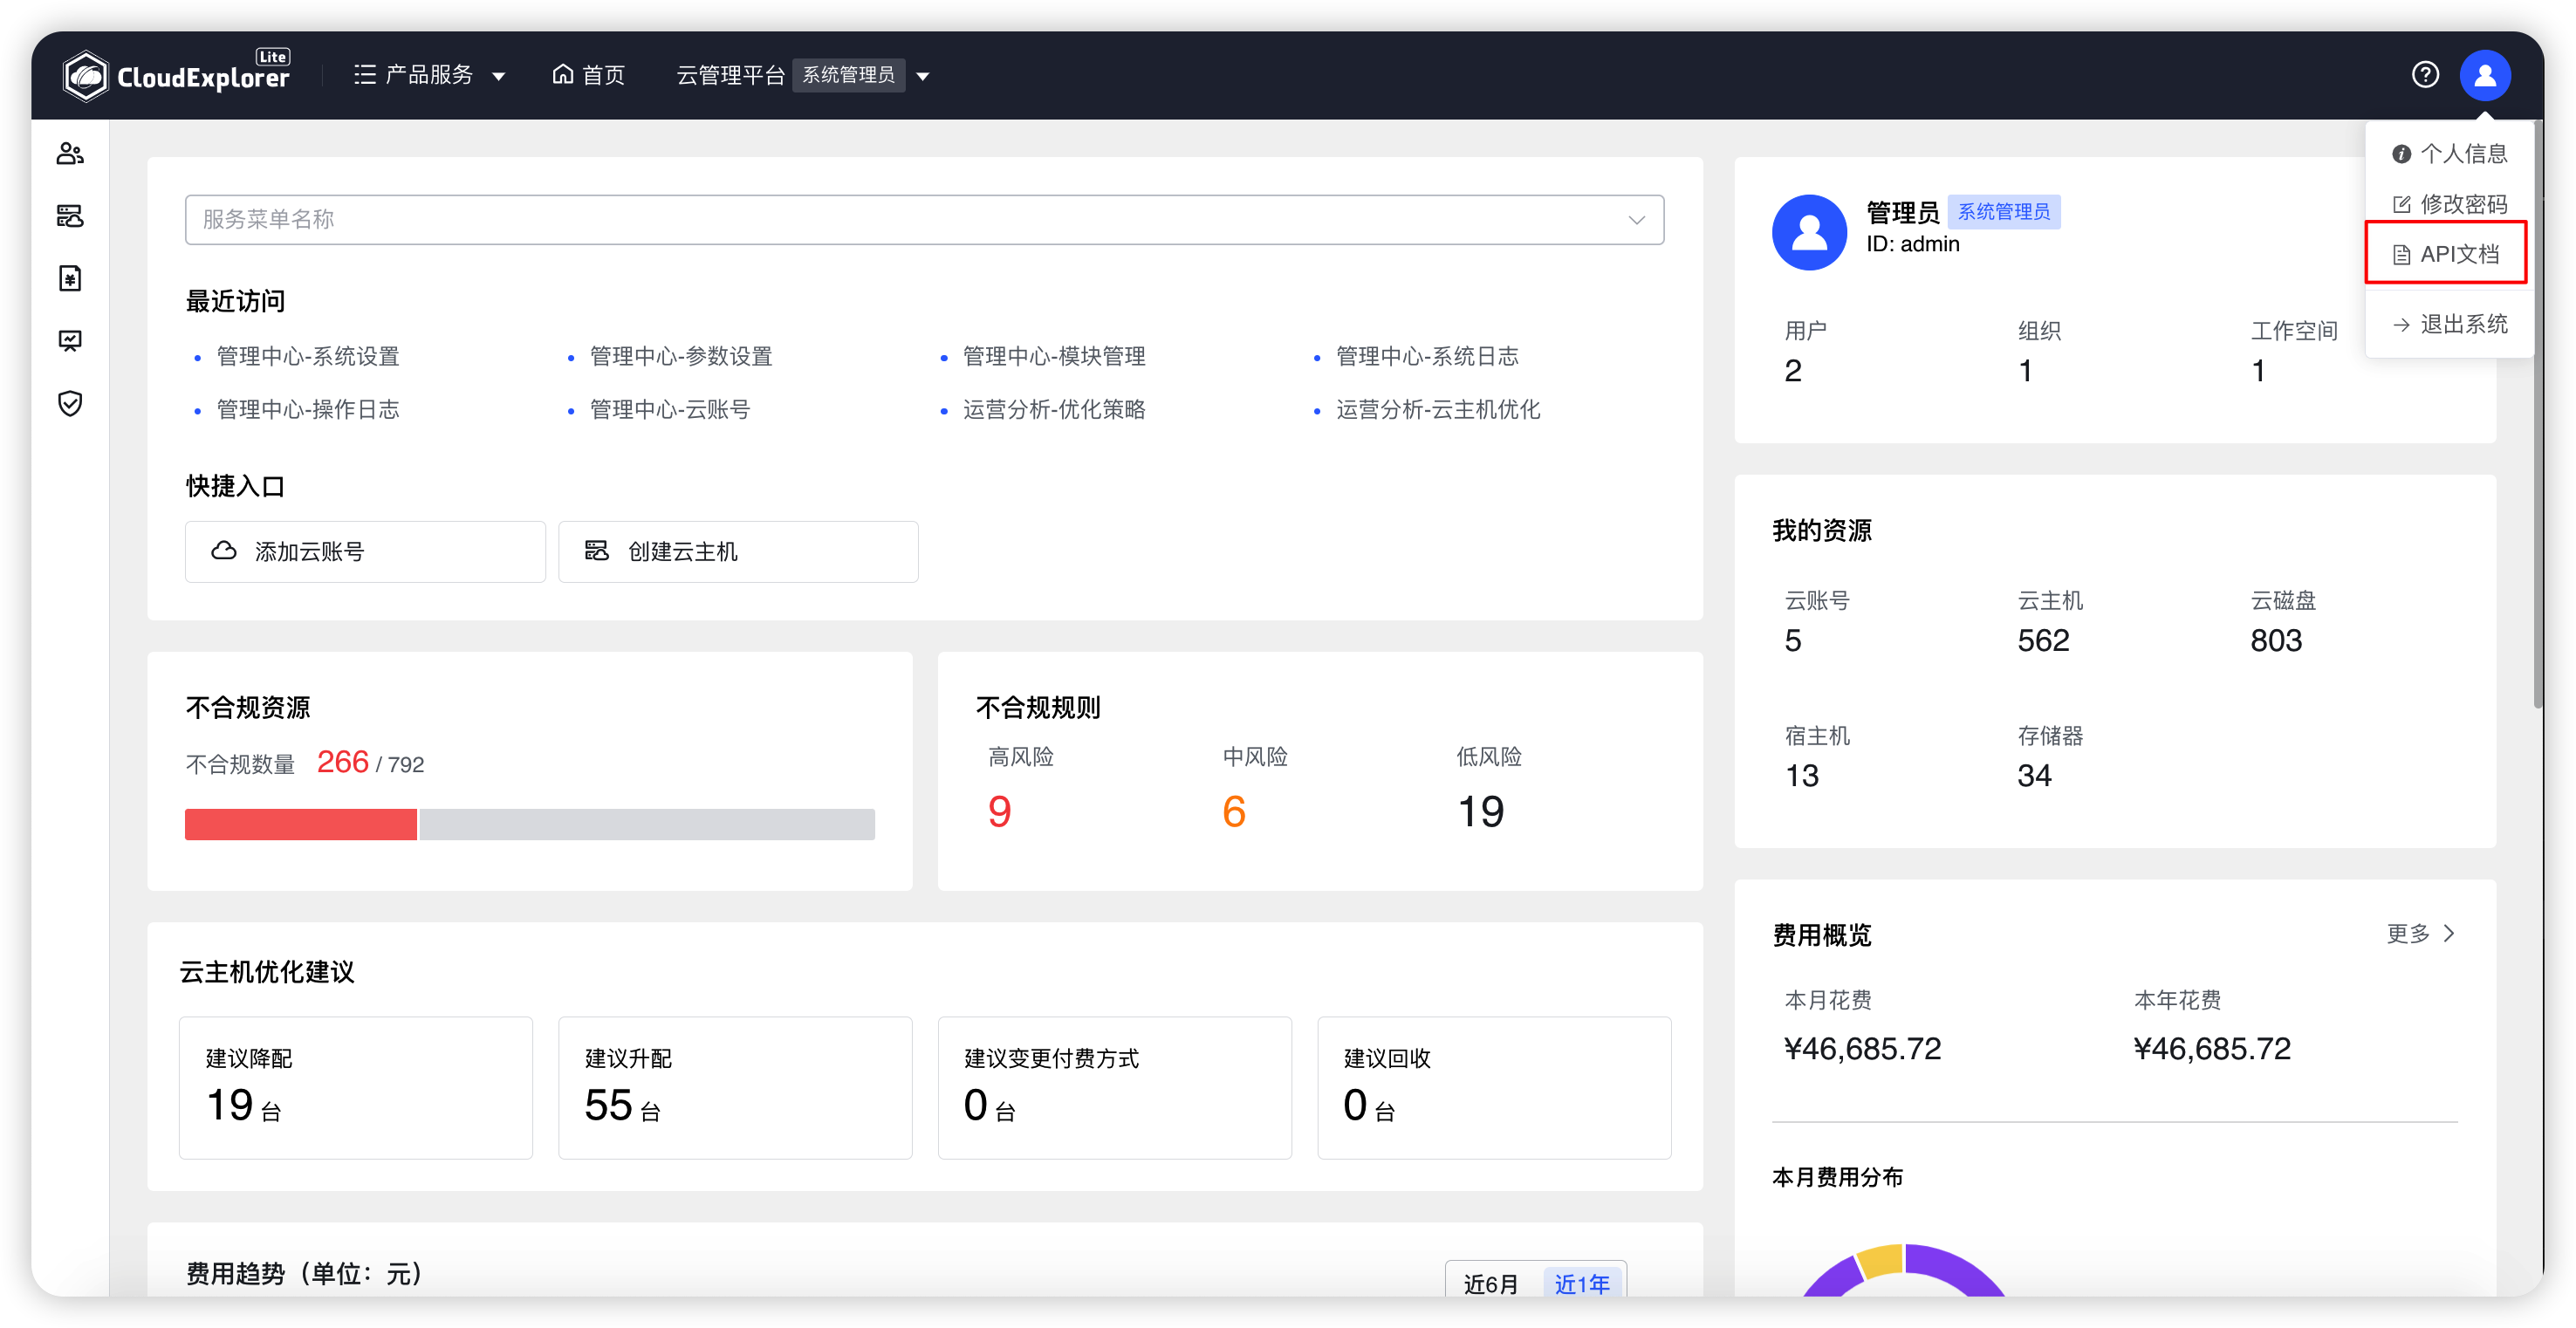 CloudExplorer Lite
产品服务
首页
云管理平台 系统管理员
个人信息
修改密码
API文档
退出系统
服务菜单名称
最近访问
管理中心-系统设置
管理中心-参数设置
管理中心-模块管理
管理中心-系统日志
管理中心-操作日志
管理中心-云账号
运营分析-优化策略
运营分析-云主机优化
快捷入口
添加云账号
创建云主机
管理员 系统管理员
ID: admin
用户 组织 工作空间
2 1 1
我的资源
云账号 云主机 云磁盘
5 562 803
宿主机 存储器
13 34
不合规资源
不合规数量 266 / 792
不合规规则
高风险 中风险 低风险
9 6 19
云主机优化建议
建议降配
19 台
建议升配
55 台
建议变更付费方式
0 台
建议回收
0 台
费用概览 更多
本月花费 本年花费
¥46,685.72 ¥46,685.72
本月费用分布
费用趋势（单位：元）
近6月 近1年